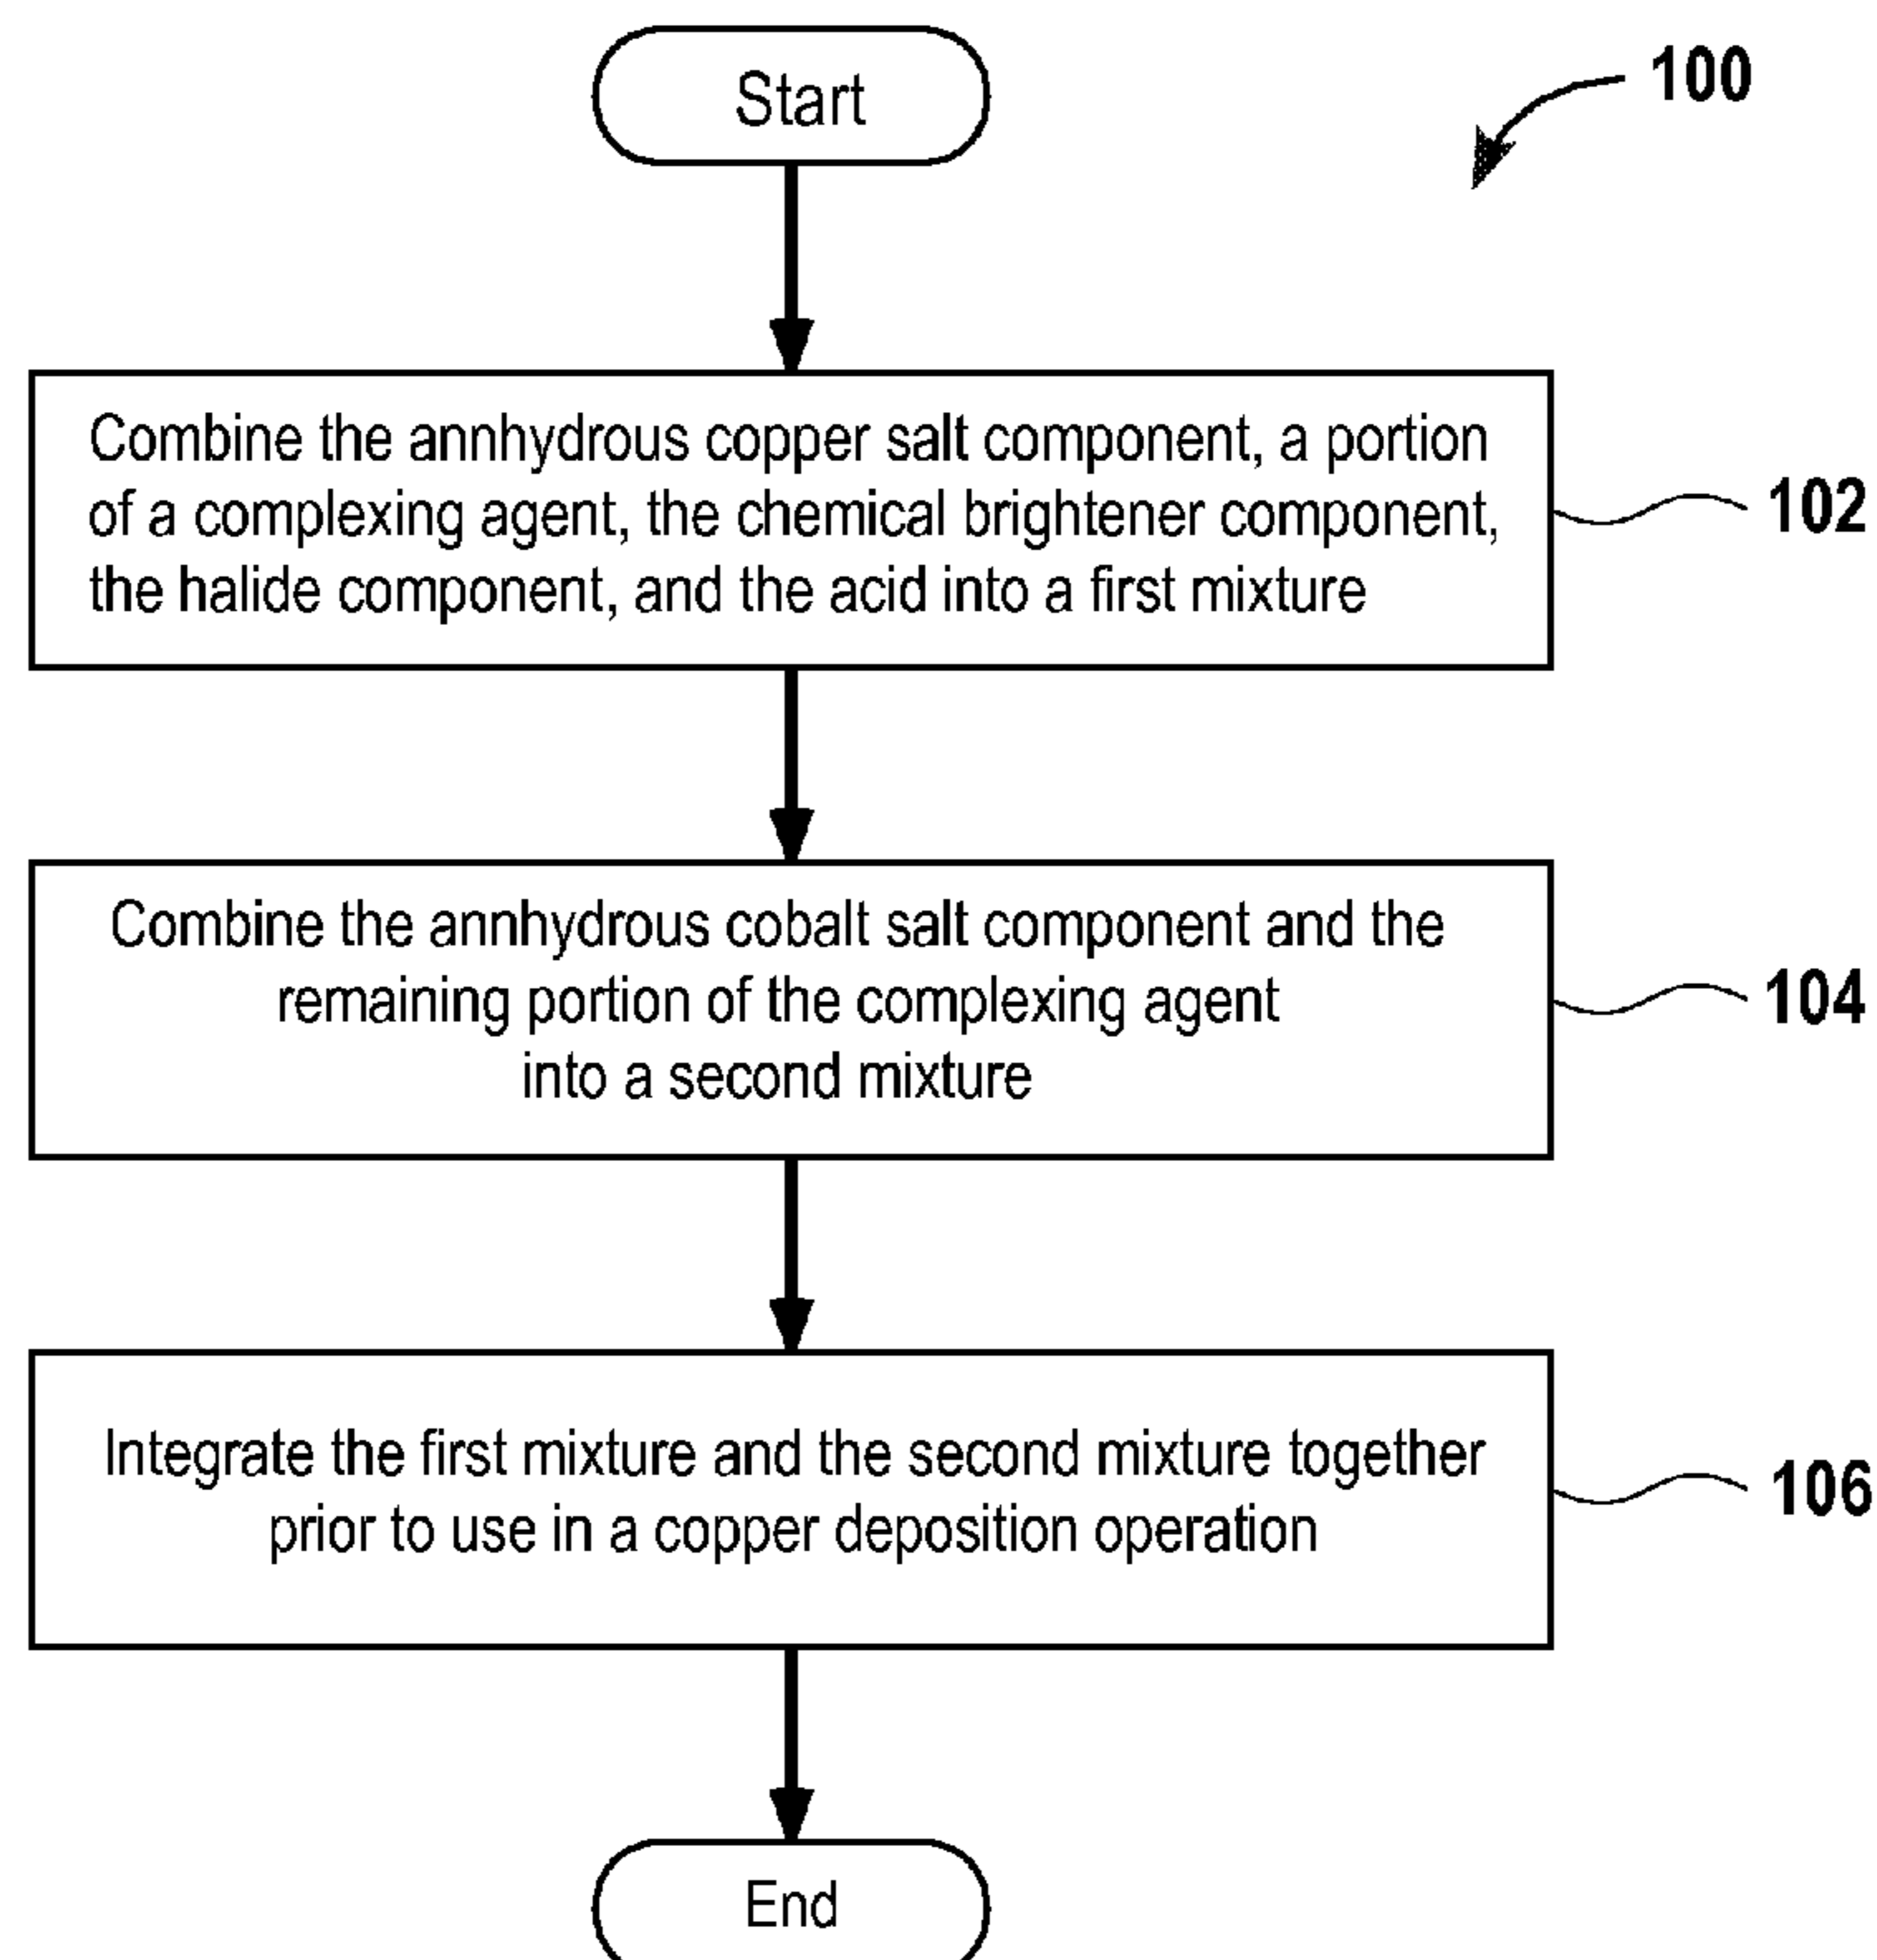 Start
100
Combine the annhydrous copper salt component, a portion
of a complexing agent, the chemical brightener component,
the halide component, and the acid into a first mixture
102
Combine the annhydrous cobalt salt component and the
remaining portion of the complexing agent
into a second mixture
104
Integrate the first mixture and the second mixture together
prior to use in a copper deposition operation
106
End